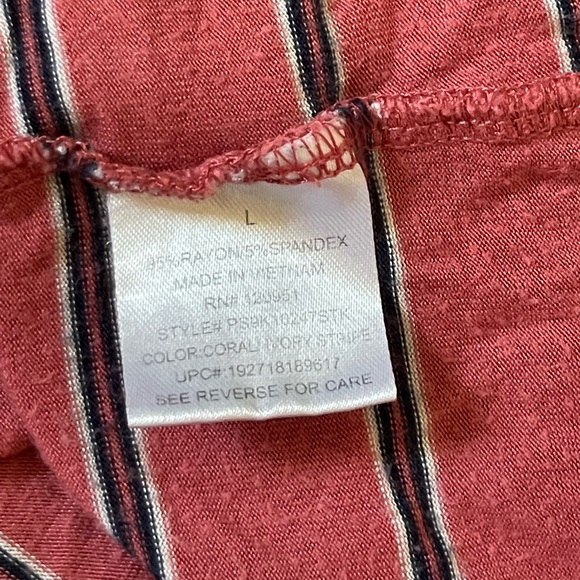 L
95%RAYON/5%SPANDEX
MADE IN VIETNAM
RN# 120951
STYLE# PS9K10247STK
COLOR:CORAL/IVORY STRIPE
UPC#:192718189617
SEE REVERSE FOR CARE